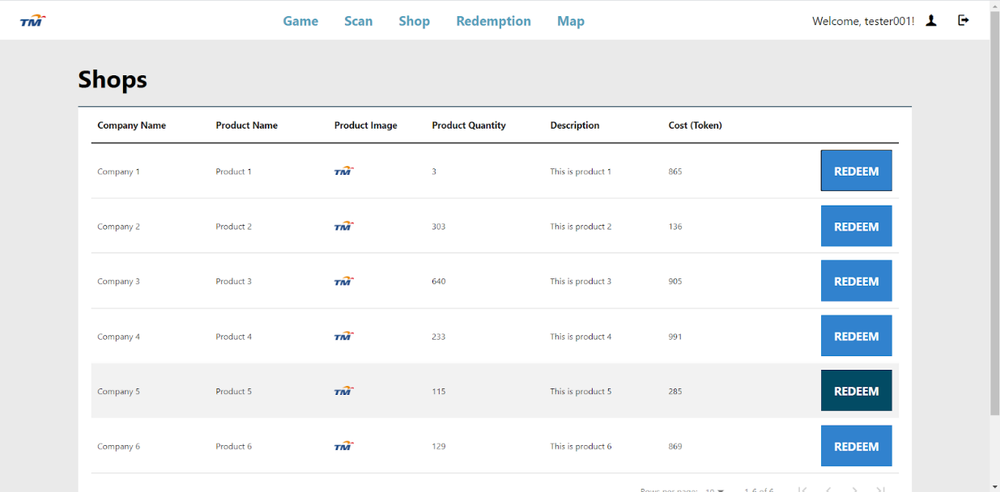 TM Game Scan Shop Redemption Map Welcome, tester001!
Shops
Company Name Product Name Product Image Product Quantity Description Cost (Token)
Company 1 Product 1 TM 3 This is product 1 865 REDEEM
Company 2 Product 2 TM 303 This is product 2 136 REDEEM
Company 3 Product 3 TM 640 This is product 3 905 REDEEM
Company 4 Product 4 TM 233 This is product 4 991 REDEEM
Company 5 Product 5 TM 115 This is product 5 285 REDEEM
Company 6 Product 6 TM 129 This is product 6 869 REDEEM
Rows per page: 10 1-6 of 6